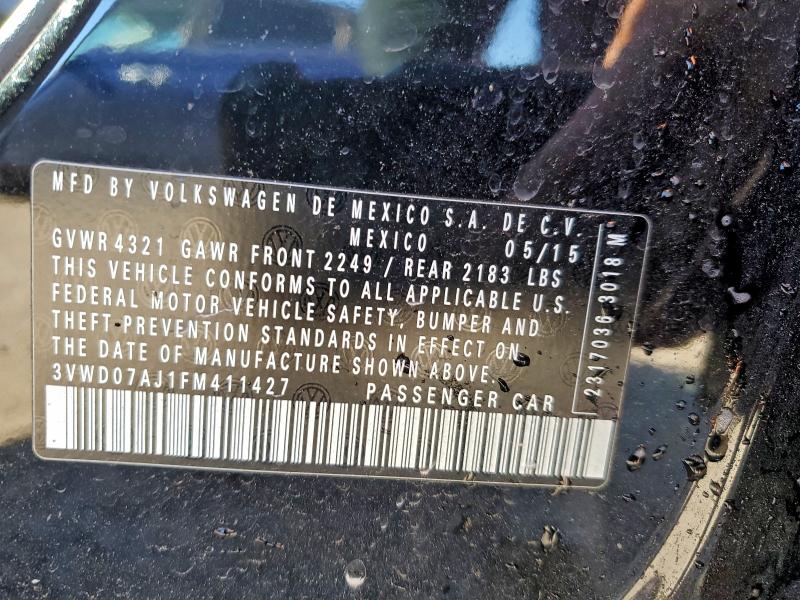 MFD BY VOLKSWAGEN DE MEXICO S.A. DE C.V.
MEXICO 05/15
GVWR 4321 GAWR FRONT 2249 / REAR 2183 LBS
THIS VEHICLE CONFORMS TO ALL APPLICABLE U.S.
FEDERAL MOTOR VEHICLE SAFETY, BUMPER AND
THEFT-PREVENTION STANDARDS IN EFFECT ON
THE DATE OF MANUFACTURE SHOWN ABOVE.
3VWD07AJ1FM411427 PASSENGER CAR
2317036 3018 M